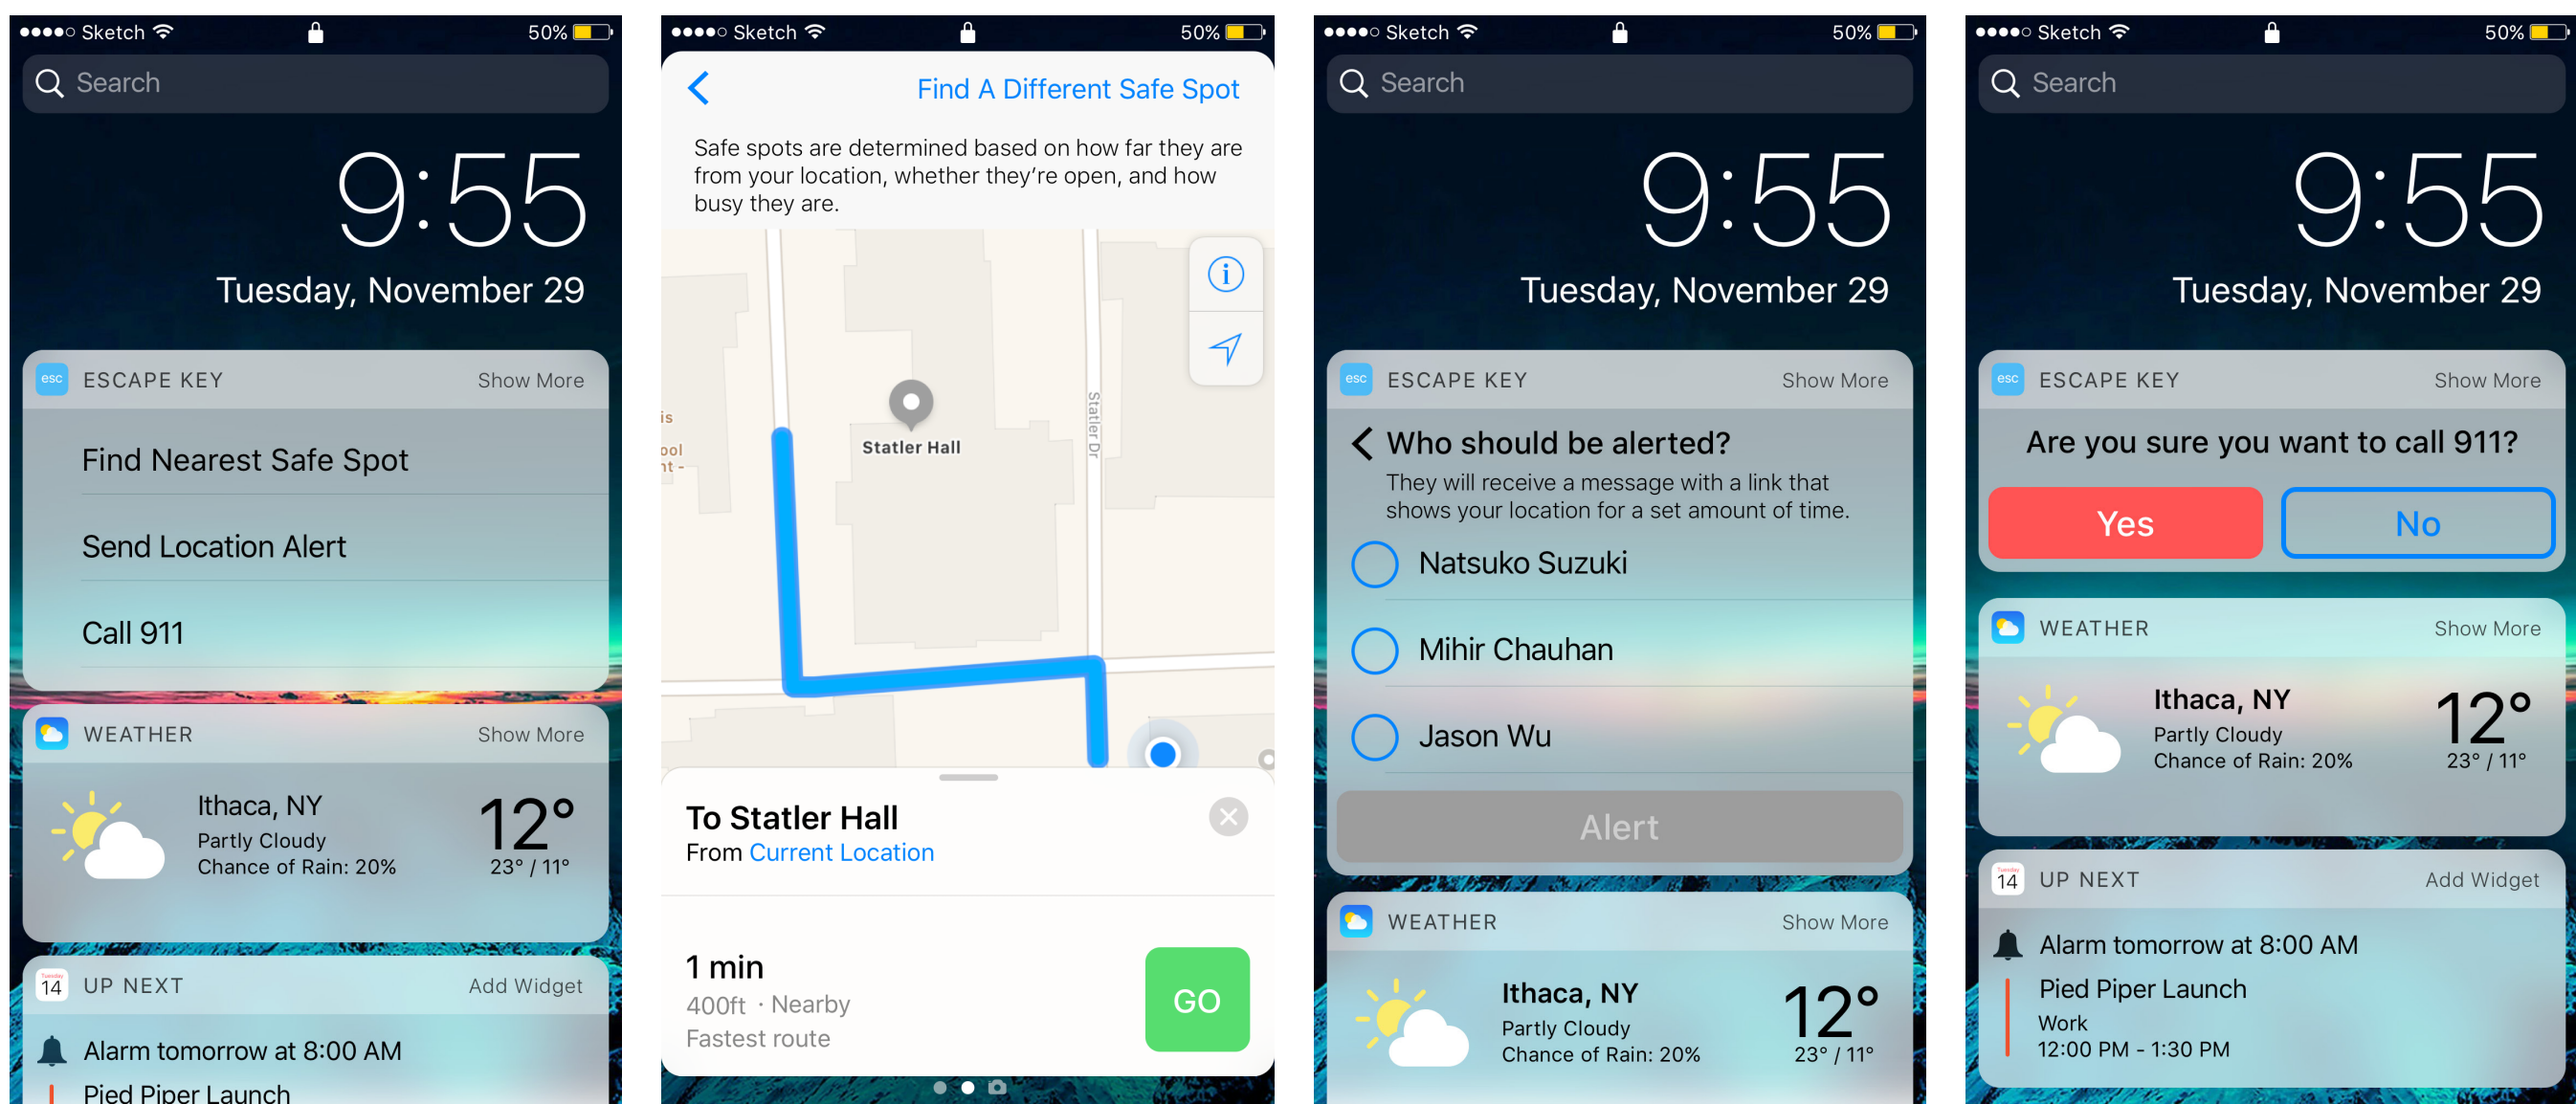 Sketch 50%
Search
9:55
Tuesday, November 29
esc ESCAPE KEY Show More
Find Nearest Safe Spot
Send Location Alert
Call 911
WEATHER Show More
Ithaca, NY
Partly Cloudy
Chance of Rain: 20%
12°
23° / 11°
Tuesday
14
UP NEXT Add Widget
Alarm tomorrow at 8:00 AM
Pied Piper Launch
Sketch 50%
Find A Different Safe Spot
Safe spots are determined based on how far they are
from your location, whether they're open, and how
busy they are.
i
is
ool
nt -
Statler Hall
Statler Dr
To Statler Hall
From Current Location
1 min
400ft · Nearby
Fastest route
GO
Sketch 50%
Search
9:55
Tuesday, November 29
esc ESCAPE KEY Show More
Who should be alerted?
They will receive a message with a link that
shows your location for a set amount of time.
Natsuko Suzuki
Mihir Chauhan
Jason Wu
Alert
WEATHER Show More
Ithaca, NY
Partly Cloudy
Chance of Rain: 20%
12°
23° / 11°
Sketch 50%
Search
9:55
Tuesday, November 29
esc ESCAPE KEY Show More
Are you sure you want to call 911?
Yes No
WEATHER Show More
Ithaca, NY
Partly Cloudy
Chance of Rain: 20%
12°
23° / 11°
Tuesday
14
UP NEXT Add Widget
Alarm tomorrow at 8:00 AM
Pied Piper Launch
Work
12:00 PM - 1:30 PM